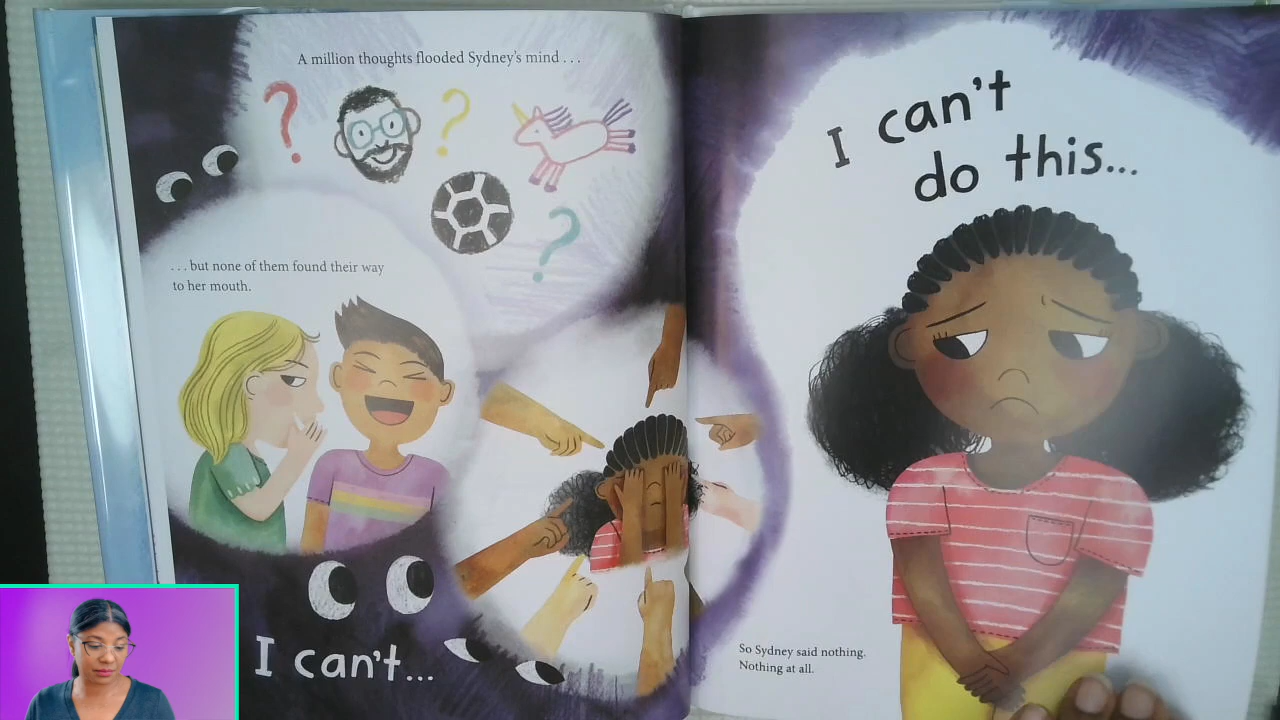 A million thoughts flooded Sydney's mind . . .
. . . but none of them found their way
to her mouth.
I can't...
I can't
do this...
So Sydney said nothing.
Nothing at all.